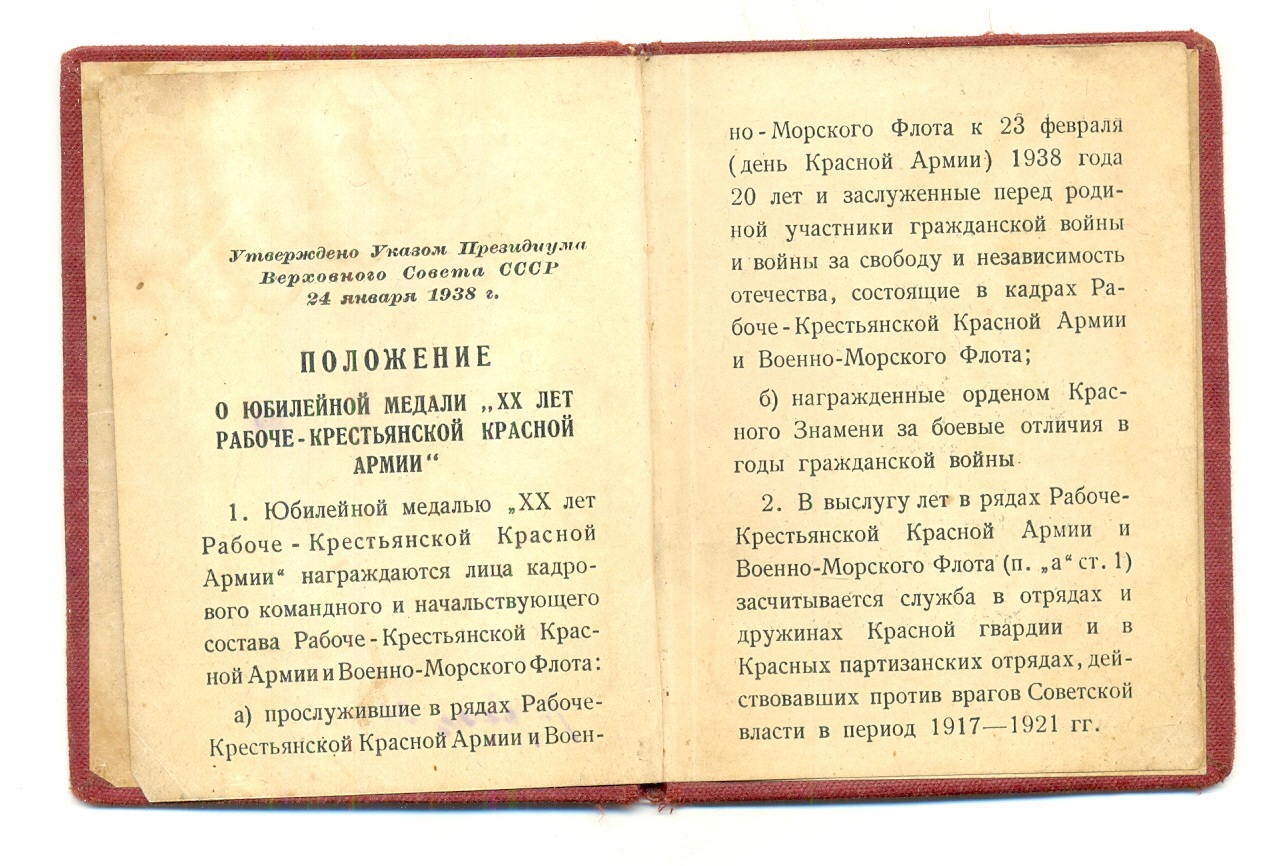 Утверждено Указом Президиума
Верховного Совета СССР
24 января 1938 г.
ПОЛОЖЕНИЕ
О ЮБИЛЕЙНОЙ МЕДАЛИ „XX ЛЕТ
РАБОЧЕ-КРЕСТЬЯНСКОЙ КРАСНОЙ
АРМИИ“
1. Юбилейной медалью „XX лет
Рабоче - Крестьянской Красной
Армии“ награждаются лица кадро-
вого командного и начальствующего
состава Рабоче - Крестьянской Крас-
ной Армии и Военно-Морского Флота:
а) прослужившие в рядах Рабоче-
Крестьянской Красной Армии и Воен-
но - Морского Флота к 23 февраля
(день Красной Армии) 1938 года
20 лет и заслуженные перед роди-
ной участники гражданской войны
и войны за свободу и независимость
отечества, состоящие в кадрах Ра-
боче - Крестьянской Красной Армии
и Военно-Морского Флота;
б) награжденные орденом Крас-
ного Знамени за боевые отличия в
годы гражданской войны.
2. В выслугу лет в рядах Рабоче-
Крестьянской Красной Армии и
Военно-Морского Флота (п. „а“ ст. 1)
засчитывается служба в отрядах и
дружинах Красной гвардии и в
Красных партизанских отрядах, дей-
ствовавших против врагов Советской
власти в период 1917—1921 гг.